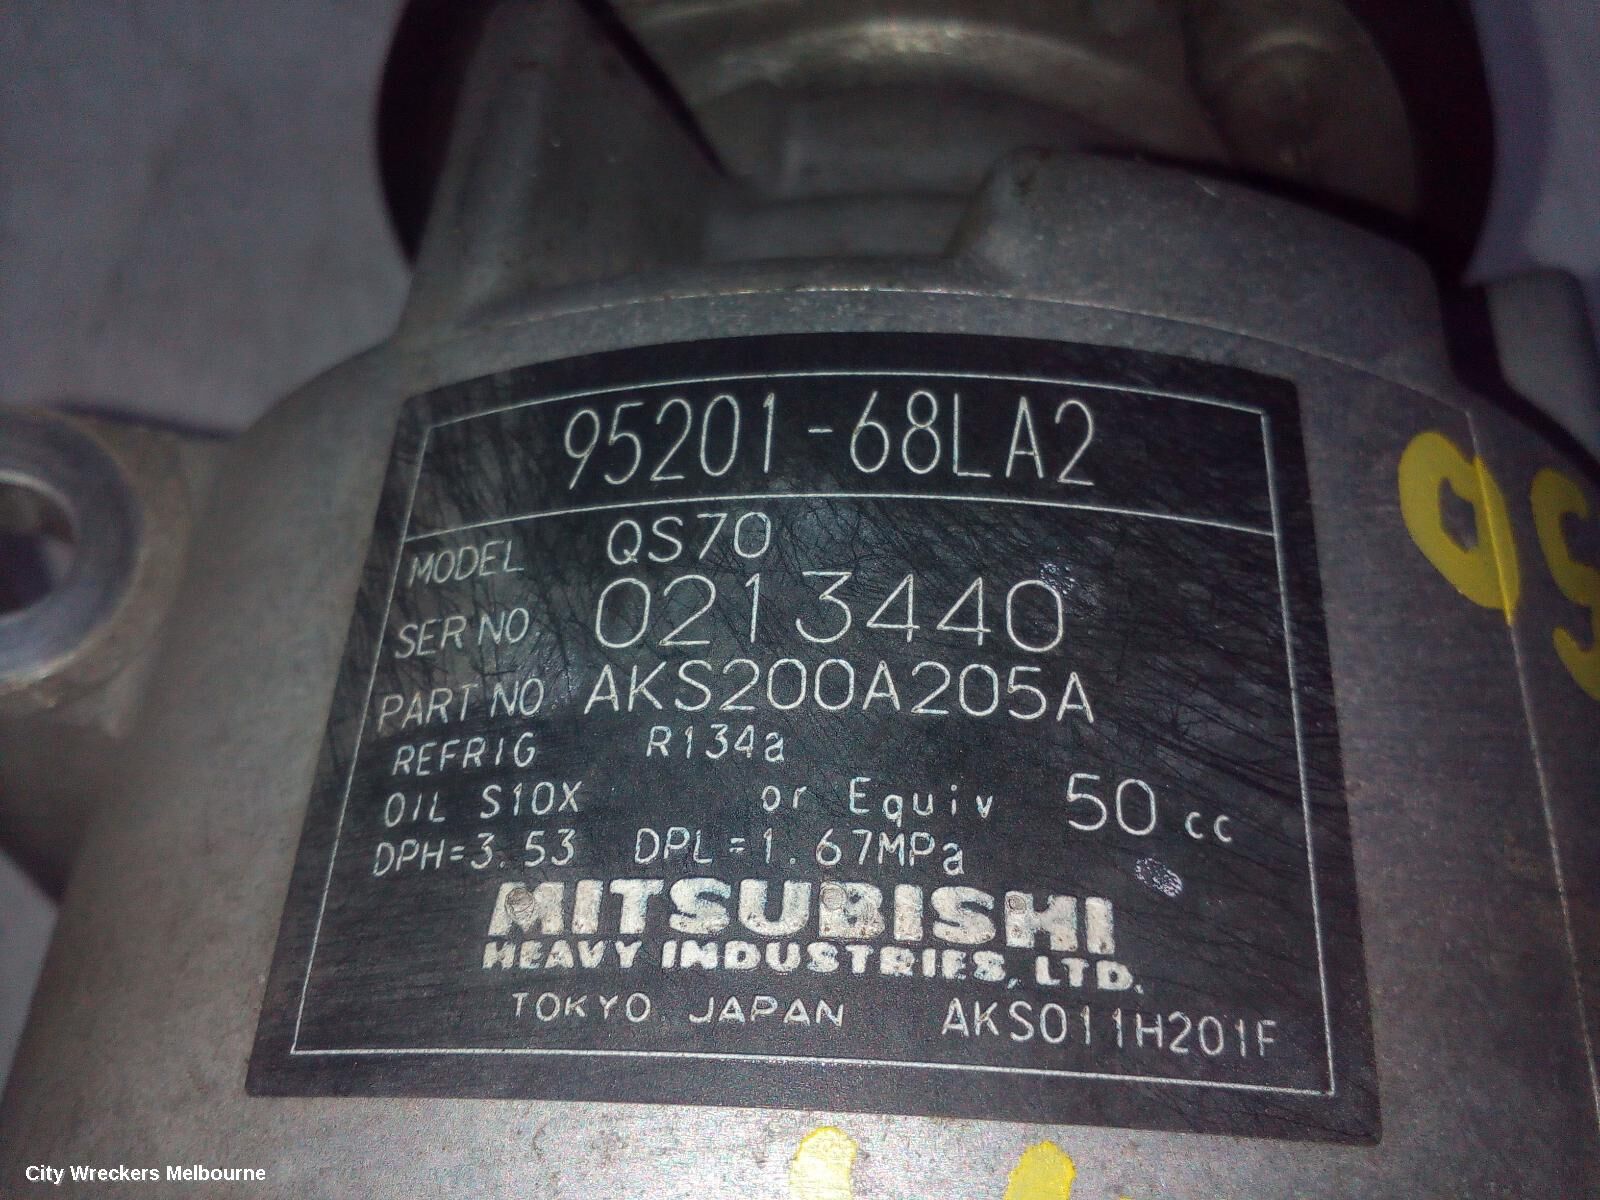 95201-68LA2
MODEL QS70
SER NO. 0213440
PART NO. AKS200A205A
REFRIG R134a
OIL S10X or Equiv 50 cc
DPH=3.53 DPL=1.67MPa
MITSUBISHI
HEAVY INDUSTRIES, LTD.
TOKYO. JAPAN AKS011H201F
City Wreckers Melbourne